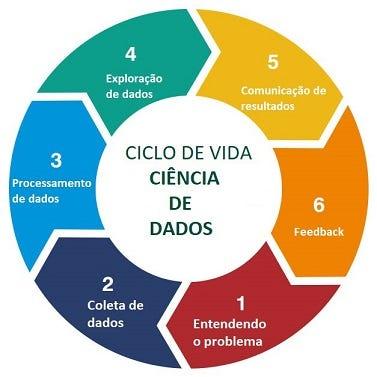 CICLO DE VIDA
CIÊNCIA
DE
DADOS
1
Entendendo
o problema
2
Coleta de
dados
3
Processamento
de dados
4
Exploração
de dados
5
Comunicação de
resultados
6
Feedback